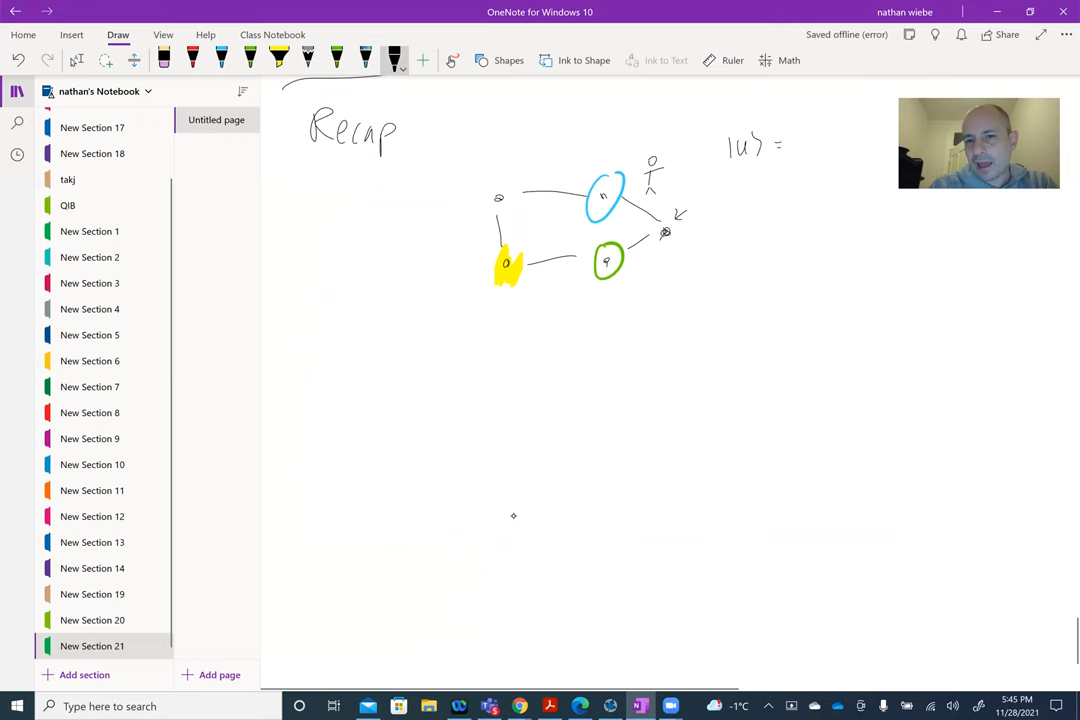 OneNote for Windows 10
nathan wiebe
Home
Insert
Draw
View
Help
Class Notebook
Saved offline (error)
Share
Shapes
Ink to Shape
Ink to Text
Ruler
Math
nathan's Notebook
Untitled page
New Section 17
New Section 18
takj
QIB
New Section 1
New Section 2
New Section 3
New Section 4
New Section 5
New Section 6
New Section 7
New Section 8
New Section 9
New Section 10
New Section 11
New Section 12
New Section 13
New Section 14
New Section 19
New Section 20
New Section 21
Add section
Add page
Recap
|u⟩ =
Type here to search
-1°C
5:45 PM
11/28/2021